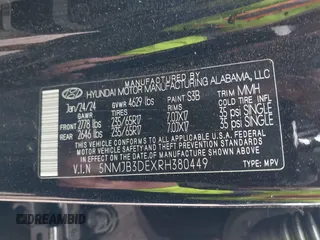 MANUFACTURED BY
HYUNDAI MOTOR MANUFACTURING ALABAMA, LLC
Jan/24/24 GVWR 4629 lbs PAINT S3B TRIM MMH
GAWR TIRES RIMS COLD TIRE
FRONT 2778 lbs 235/65R17 7.0JX17 35 PSI SINGLE
REAR 2646 lbs 235/65R17 7.0JX17 35 PSI SINGLE
THIS VEHICLE CONFORMS TO ALL APPLICABLE
U.S. FEDERAL MOTOR VEHICLE SAFETY AND
THEFT PREVENTION STANDARDS IN EFFECT
ON THE DATE OF MANUFACTURE SHOWN ABOVE.
V.I.N 5NMJB3DEXRH380449 TYPE: MPV
DREAMBID